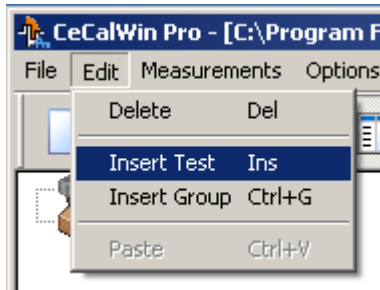 CeCalWin Pro - [C:\Program F
File Edit Measurements Options
Delete Del
Insert Test Ins
Insert Group Ctrl+G
Paste Ctrl+V